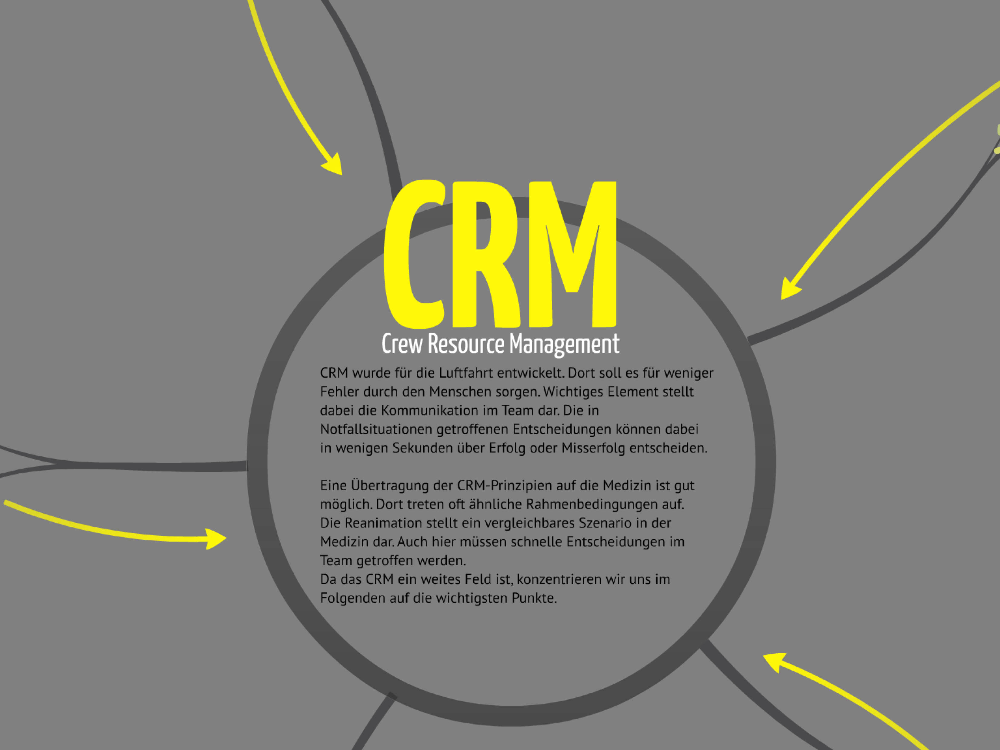 CRM
Crew Resource Management
CRM wurde für die Luftfahrt entwickelt. Dort soll es für weniger
Fehler durch den Menschen sorgen. Wichtiges Element stellt
dabei die Kommunikation im Team dar. Die in
Notfallsituationen getroffenen Entscheidungen können dabei
in wenigen Sekunden über Erfolg oder Misserfolg entscheiden.
Eine Übertragung der CRM-Prinzipien auf die Medizin ist gut
möglich. Dort treten oft ähnliche Rahmenbedingungen auf.
Die Reanimation stellt ein vergleichbares Szenario in der
Medizin dar. Auch hier müssen schnelle Entscheidungen im
Team getroffen werden.
Da das CRM ein weites Feld ist, konzentrieren wir uns im
Folgenden auf die wichtigsten Punkte.